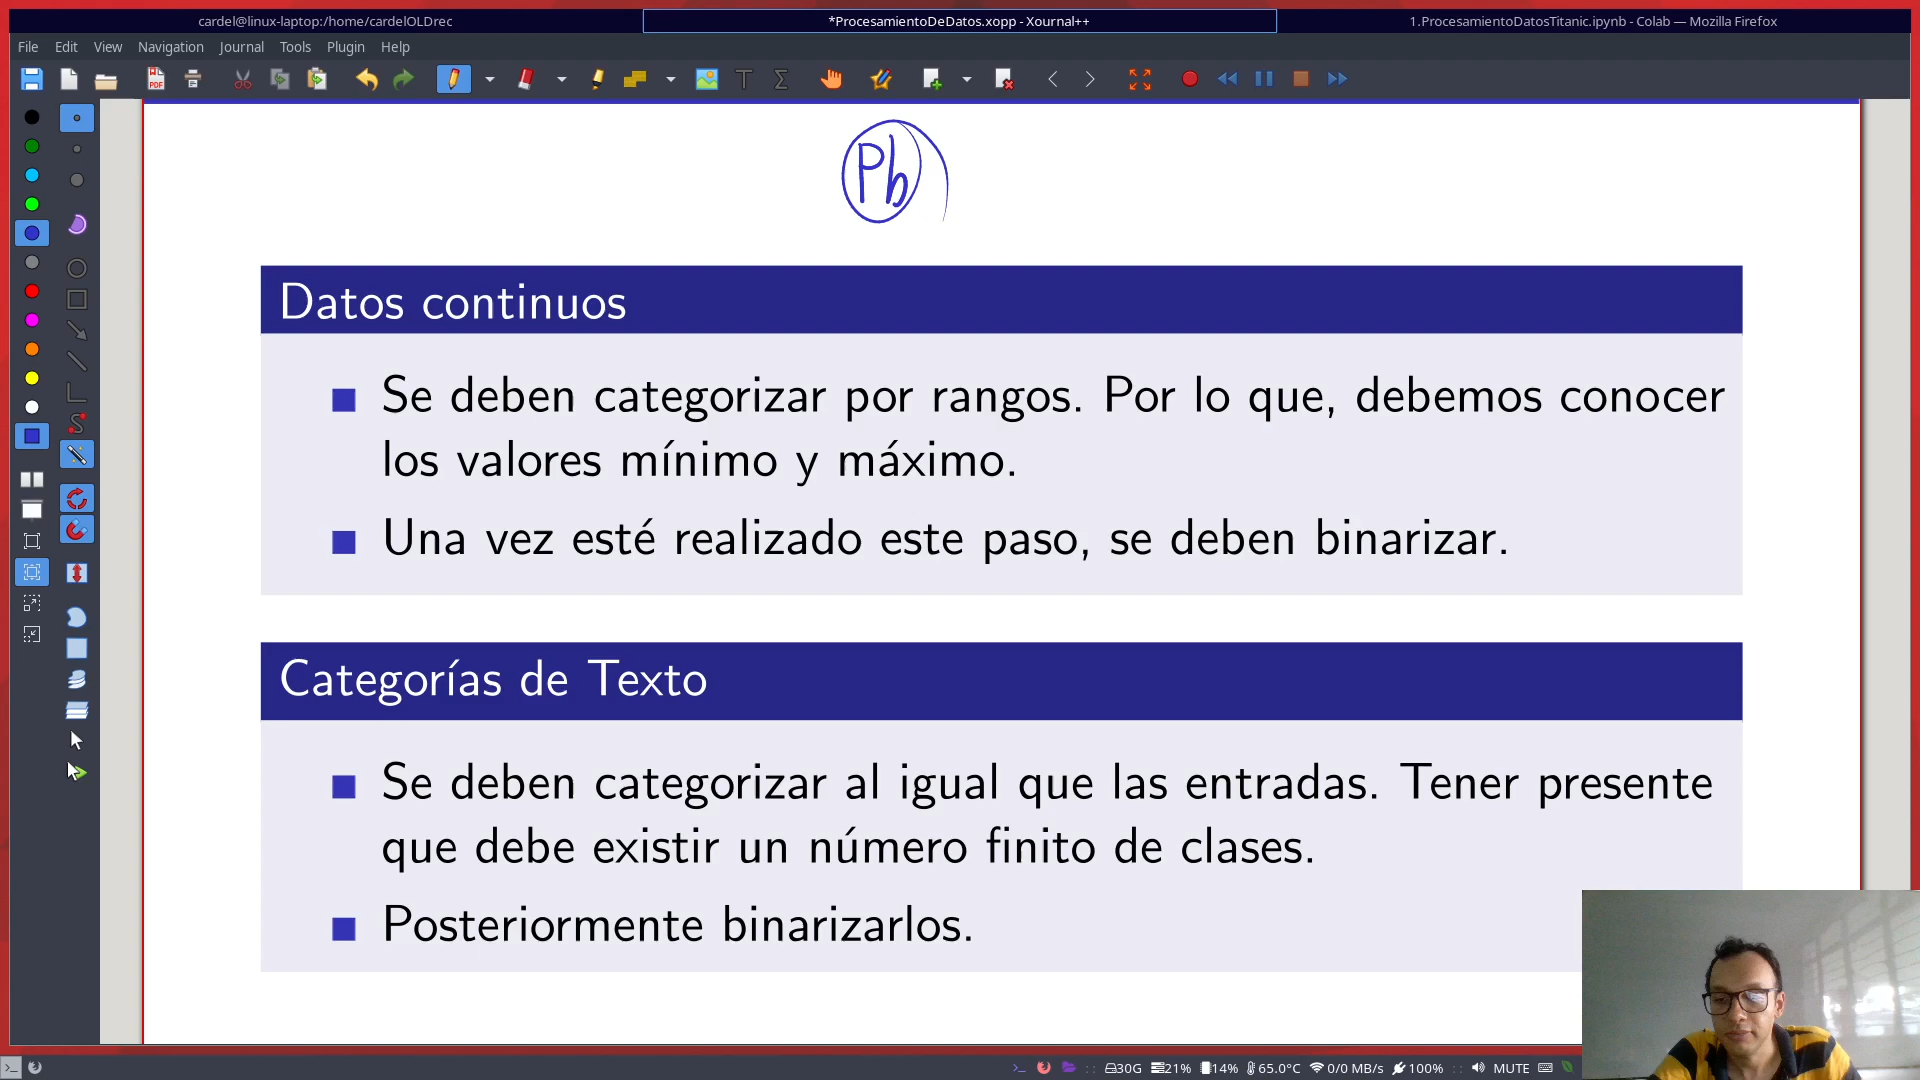 cardel@linux-laptop:/home/cardelOLDrec
*ProcesamientoDeDatos.xopp - Xournal++
1.ProcesamientoDatosTitanic.ipynb - Colab — Mozilla Firefox
File Edit View Navigation Journal Tools Plugin Help
Pb
Datos continuos
Se deben categorizar por rangos. Por lo que, debemos conocer
los valores mínimo y máximo.
Una vez esté realizado este paso, se deben binarizar.
Categorías de Texto
Se deben categorizar al igual que las entradas. Tener presente
que debe existir un número finito de clases.
Posteriormente binarizarlos.
30G 21% 14% 65.0°C 0/0 MB/s 100% MUTE